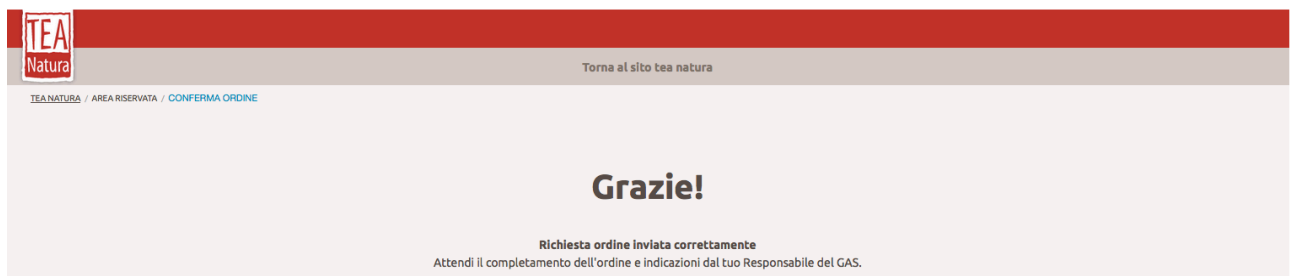 TEA
Natura
Torna al sito tea natura
TEA NATURA / AREA RISERVATA / CONFERMA ORDINE
Grazie!
Richiesta ordine inviata correttamente
Attendi il completamento dell'ordine e indicazioni dal tuo Responsabile del GAS.